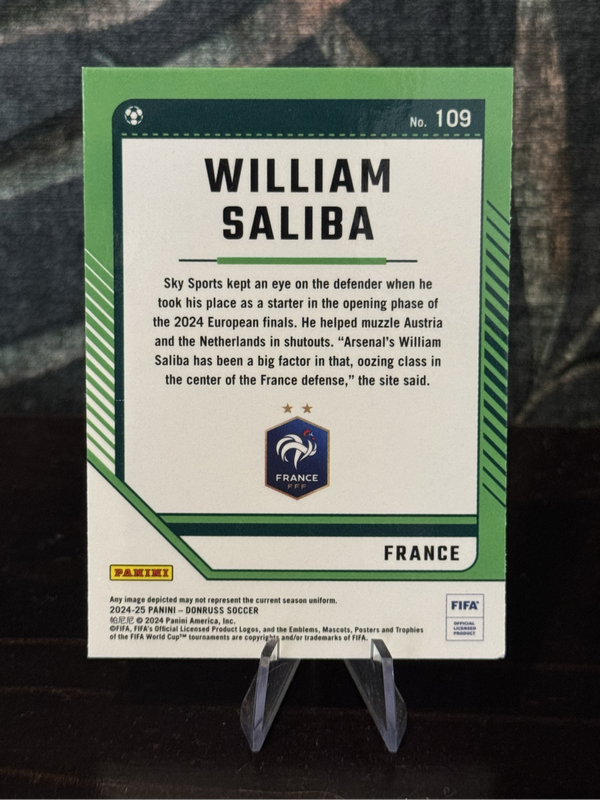 No. 109
WILLIAM
SALIBA
Sky Sports kept an eye on the defender when he
took his place as a starter in the opening phase of
the 2024 European finals. He helped muzzle Austria
and the Netherlands in shutouts. “Arsenal’s William
Saliba has been a big factor in that, oozing class in
the center of the France defense,” the site said.
FRANCE
FFF
FRANCE
PANINI
Any image depicted may not represent the current season uniform.
2024-25 PANINI – DONRUSS SOCCER
帕尼尼 © 2024 Panini America, Inc.
©FIFA, FIFA's Official Licensed Product Logos, and the Emblems, Mascots, Posters and Trophies
of the FIFA World Cup™ tournaments are copyrights and/or trademarks of FIFA.
FIFA®
OFFICIAL
LICENSED
PRODUCT